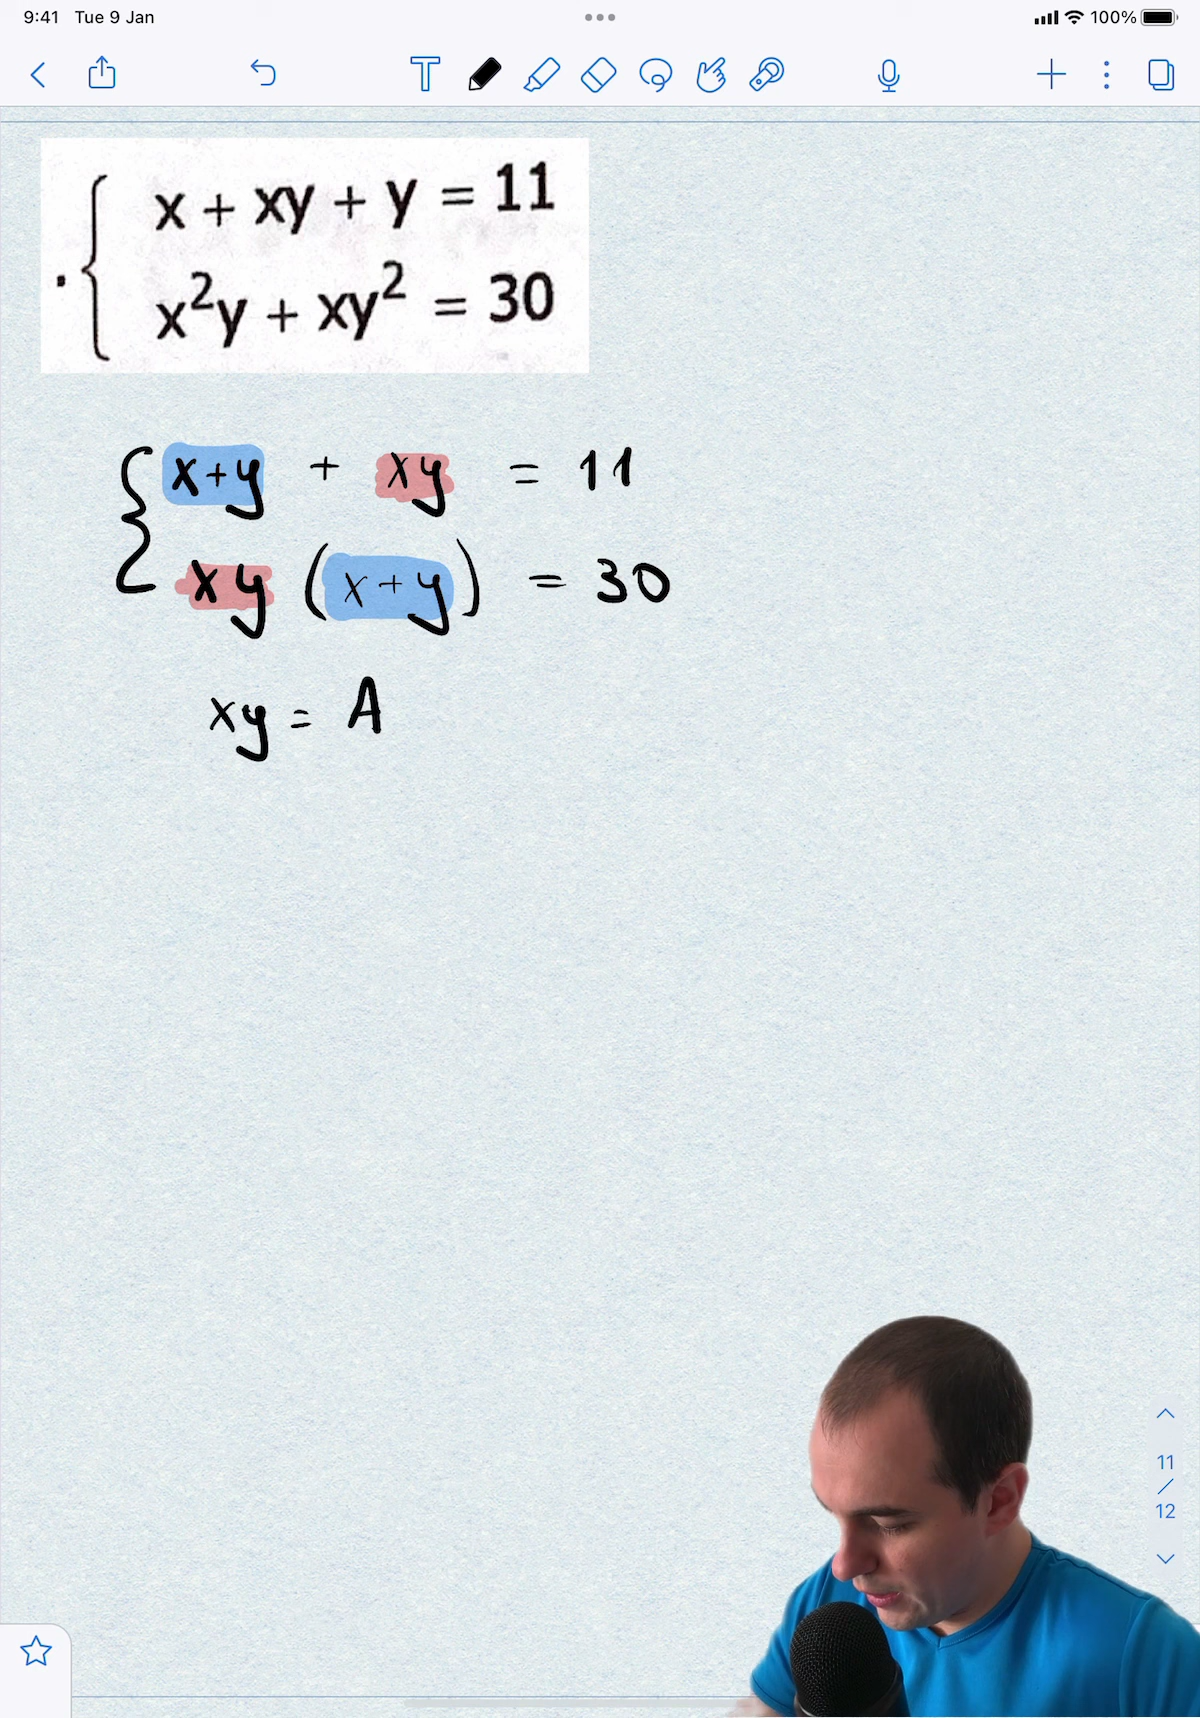 9:41 Tue 9 Jan 100%
x + xy + y = 11
x²y + xy² = 30
x+y + xy = 11
xy (x+y) = 30
xy = A
11
/
12